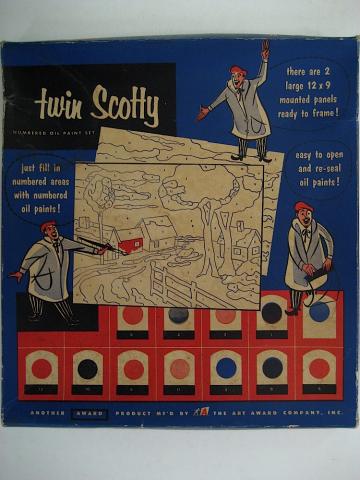 twin Scotty
NUMBERED OIL PAINT SET
there are 2
large 12 x 9
mounted panels
ready to frame!
just fill in
numbered areas
with numbered
oil paints!
easy to open
and re-seal
oil paints!
ANOTHER AWARD PRODUCT MF'D BY A THE ART AWARD COMPANY, INC.